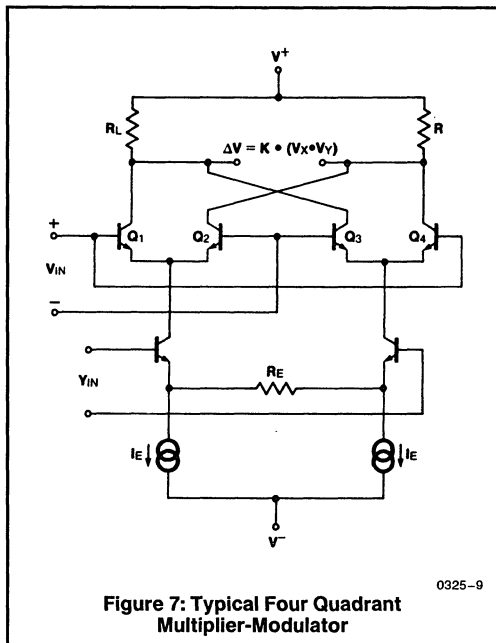 V+
RL
R
ΔV = K • (VX•VY)
+
Q1
Q2
Q3
Q4
VIN
−
YIN
RE
IE
IE
V−
0325–9
Figure 7: Typical Four Quadrant
Multiplier-Modulator